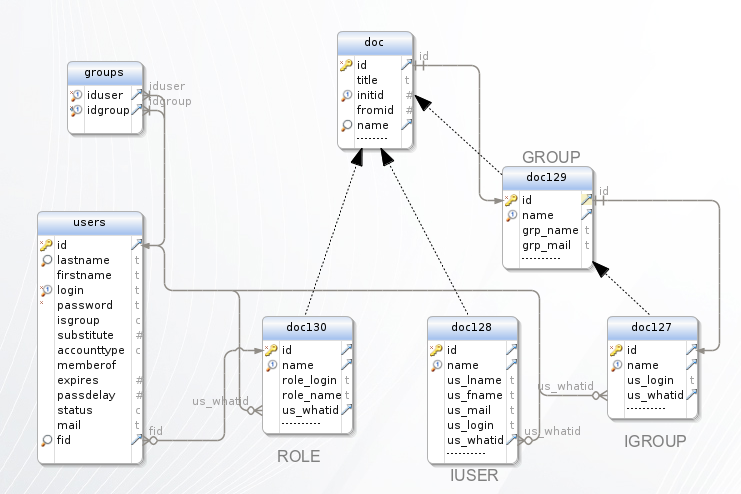 doc
id
title t
initid #
fromid #
name
---------
id
groups
iduser
idgroup
iduser
idgroup
GROUP
doc129
id
name
grp_name t
grp_mail t
-----------
id
users
id
lastname t
firstname t
login t
password t
isgroup c
substitute #
accounttype c
memberof
expires #
passdelay #
status c
mail t
fid
fid
doc130
id
name
role_login t
role_name t
us_whatid
-----------
us_whatid
ROLE
doc128
id
name
us_lname t
us_fname t
us_mail t
us_login t
us_whatid
-----------
us_whatid
IUSER
doc127
id
name
us_login t
us_whatid
-----------
us_whatid
IGROUP